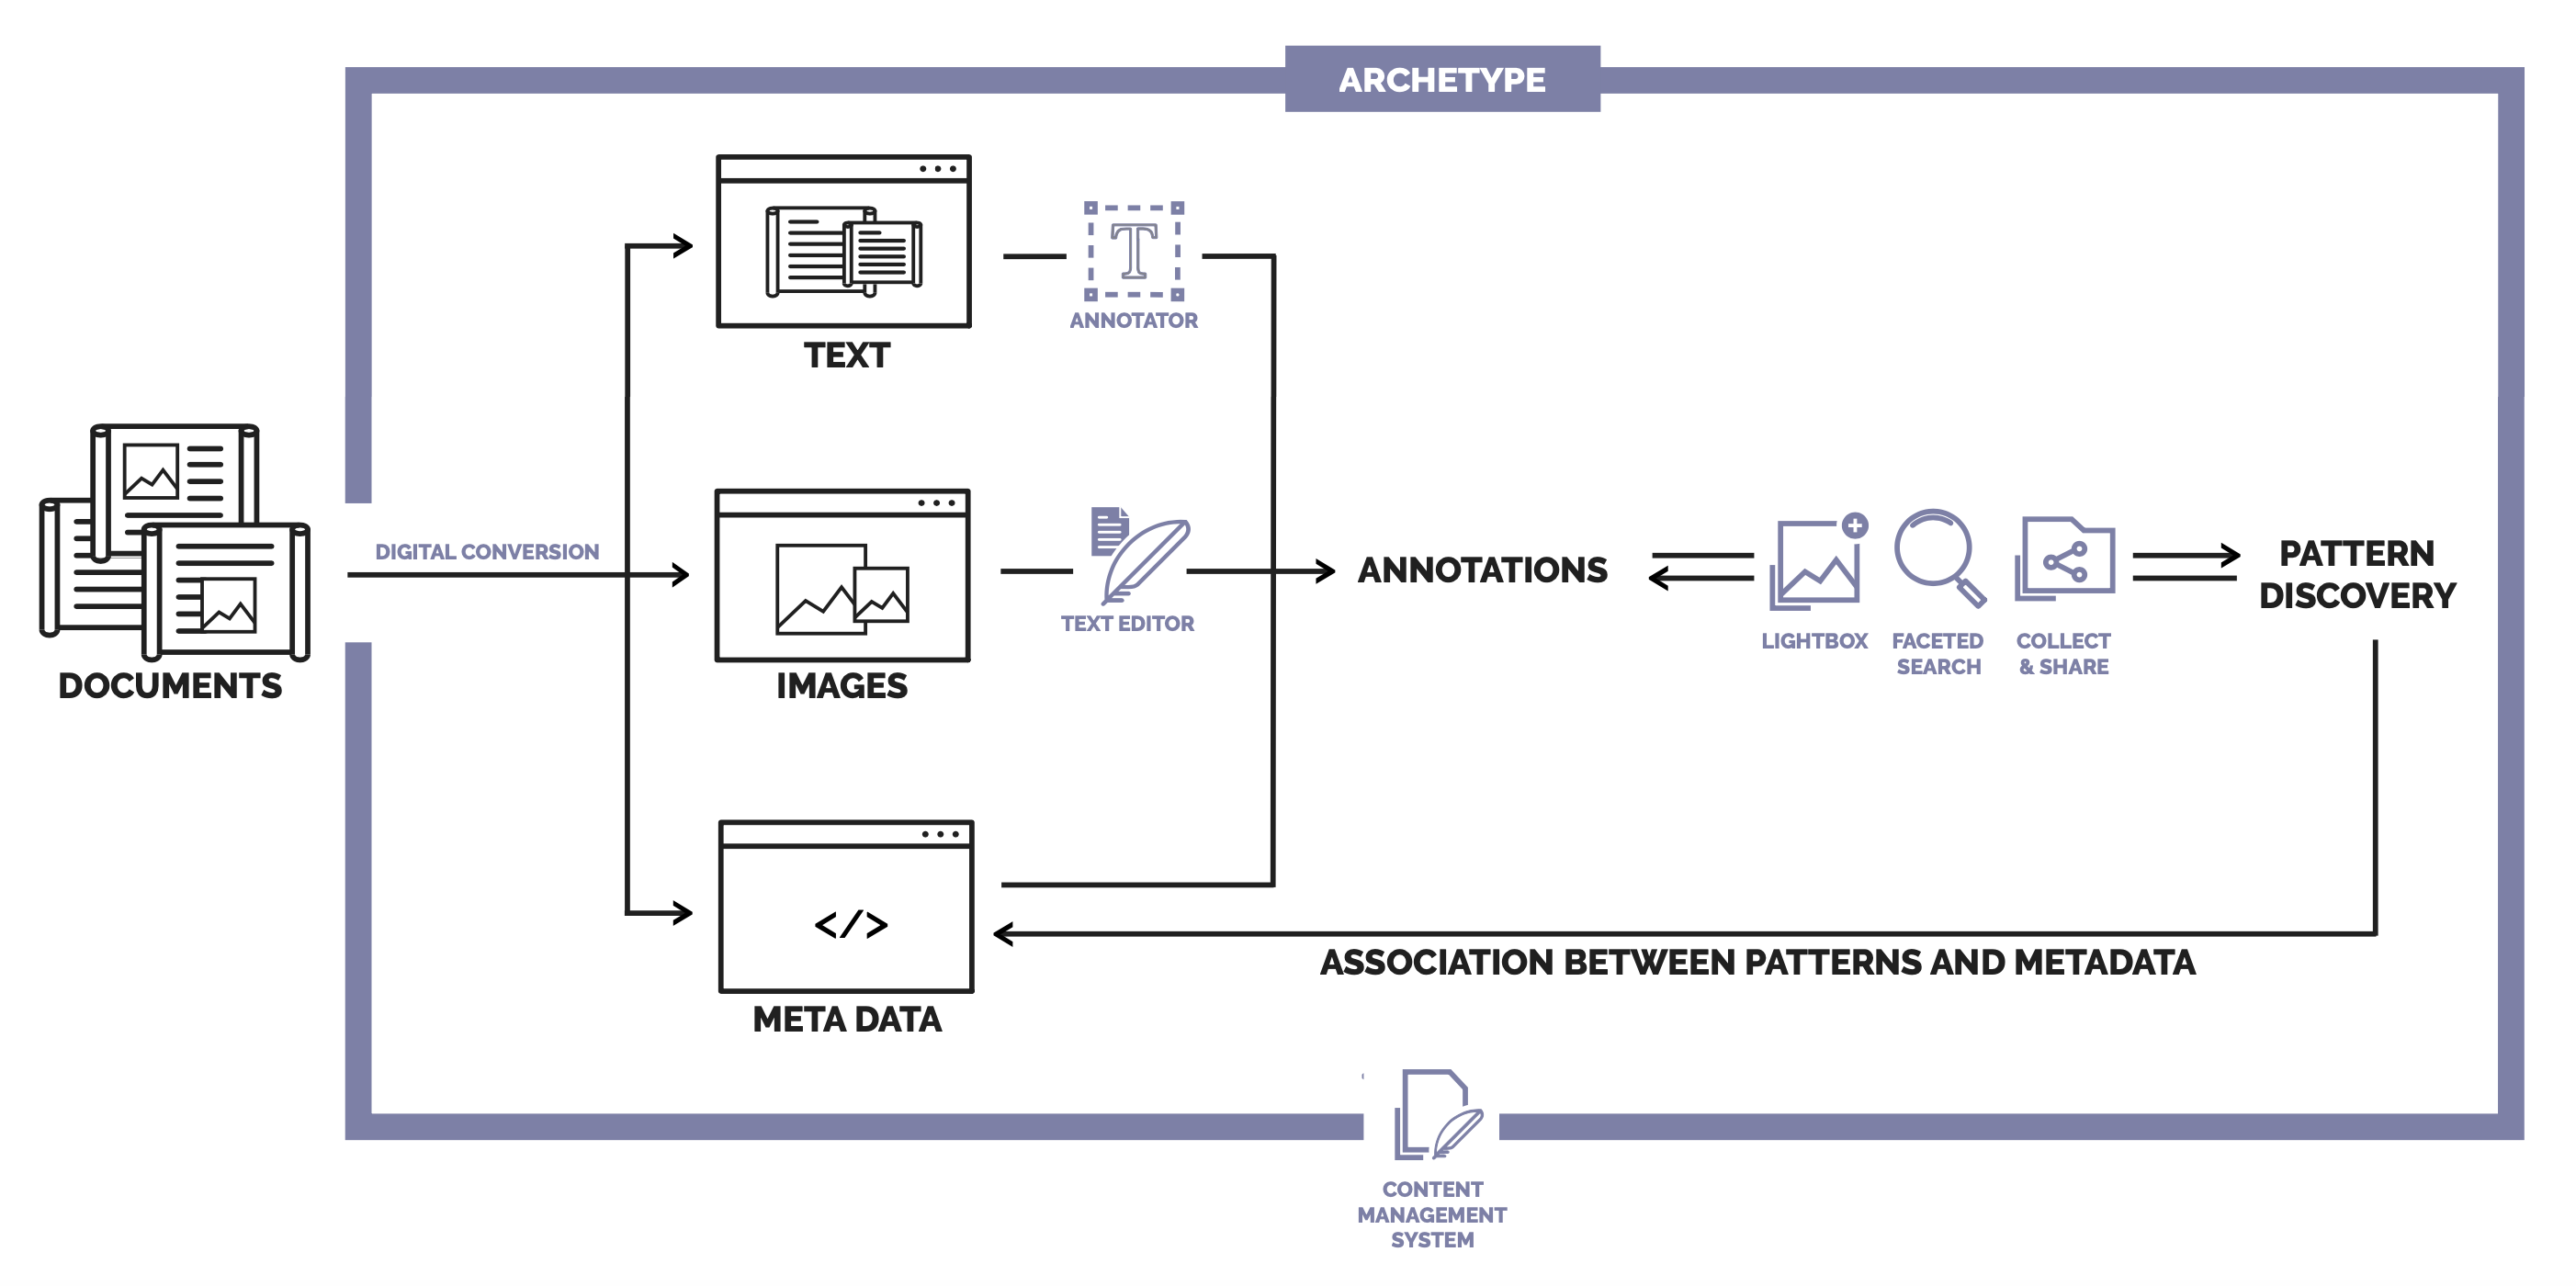 ARCHETYPE
TEXT
ANNOTATOR
DOCUMENTS
DIGITAL CONVERSION
IMAGES
TEXT EDITOR
ANNOTATIONS
LIGHTBOX
FACETED
SEARCH
COLLECT
& SHARE
PATTERN
DISCOVERY
</>
META DATA
ASSOCIATION BETWEEN PATTERNS AND METADATA
CONTENT
MANAGEMENT
SYSTEM